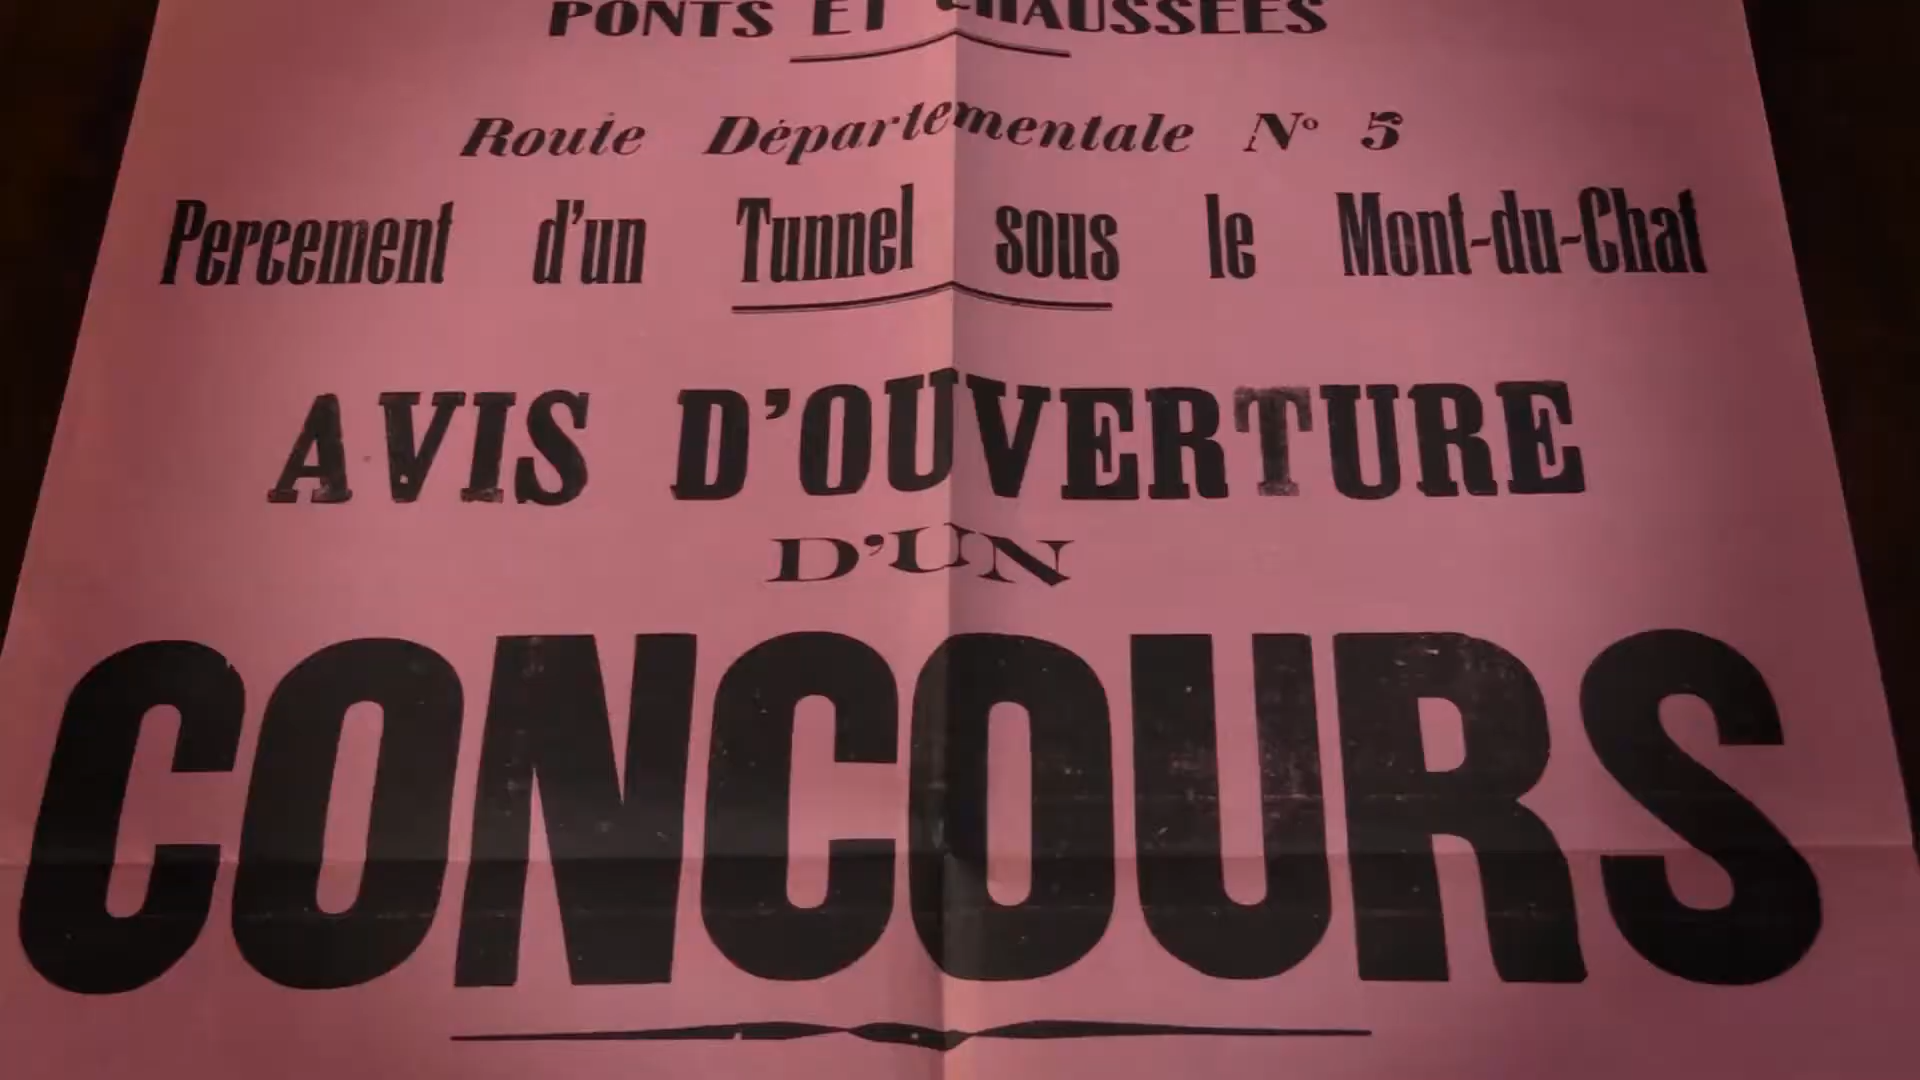 PONTS ET CHAUSSÉES
Route Départementale N° 5
Percement d'un Tunnel sous le Mont-du-Chat
AVIS D'OUVERTURE
D'UN
CONCOURS